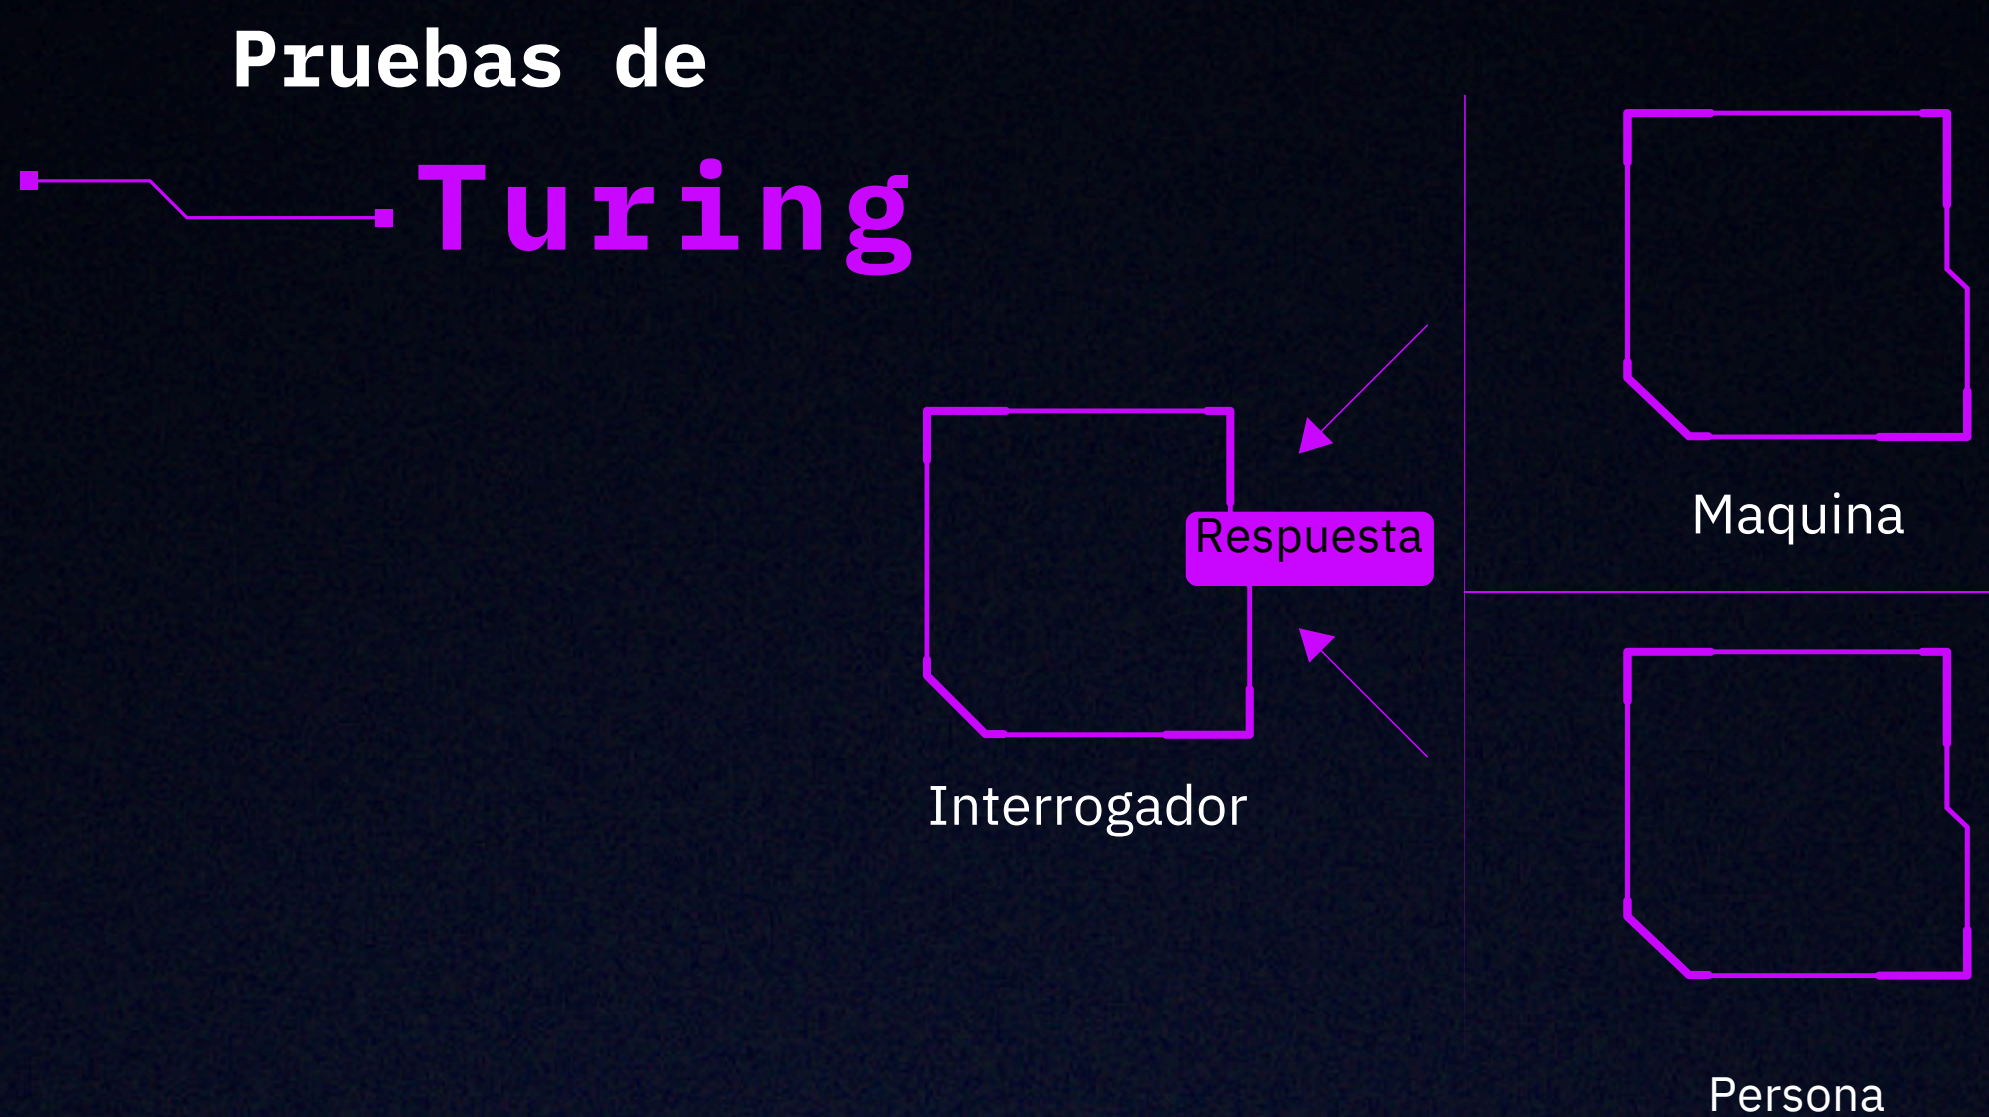 Pruebas de
Turing
Maquina
Respuesta
Interrogador
Persona